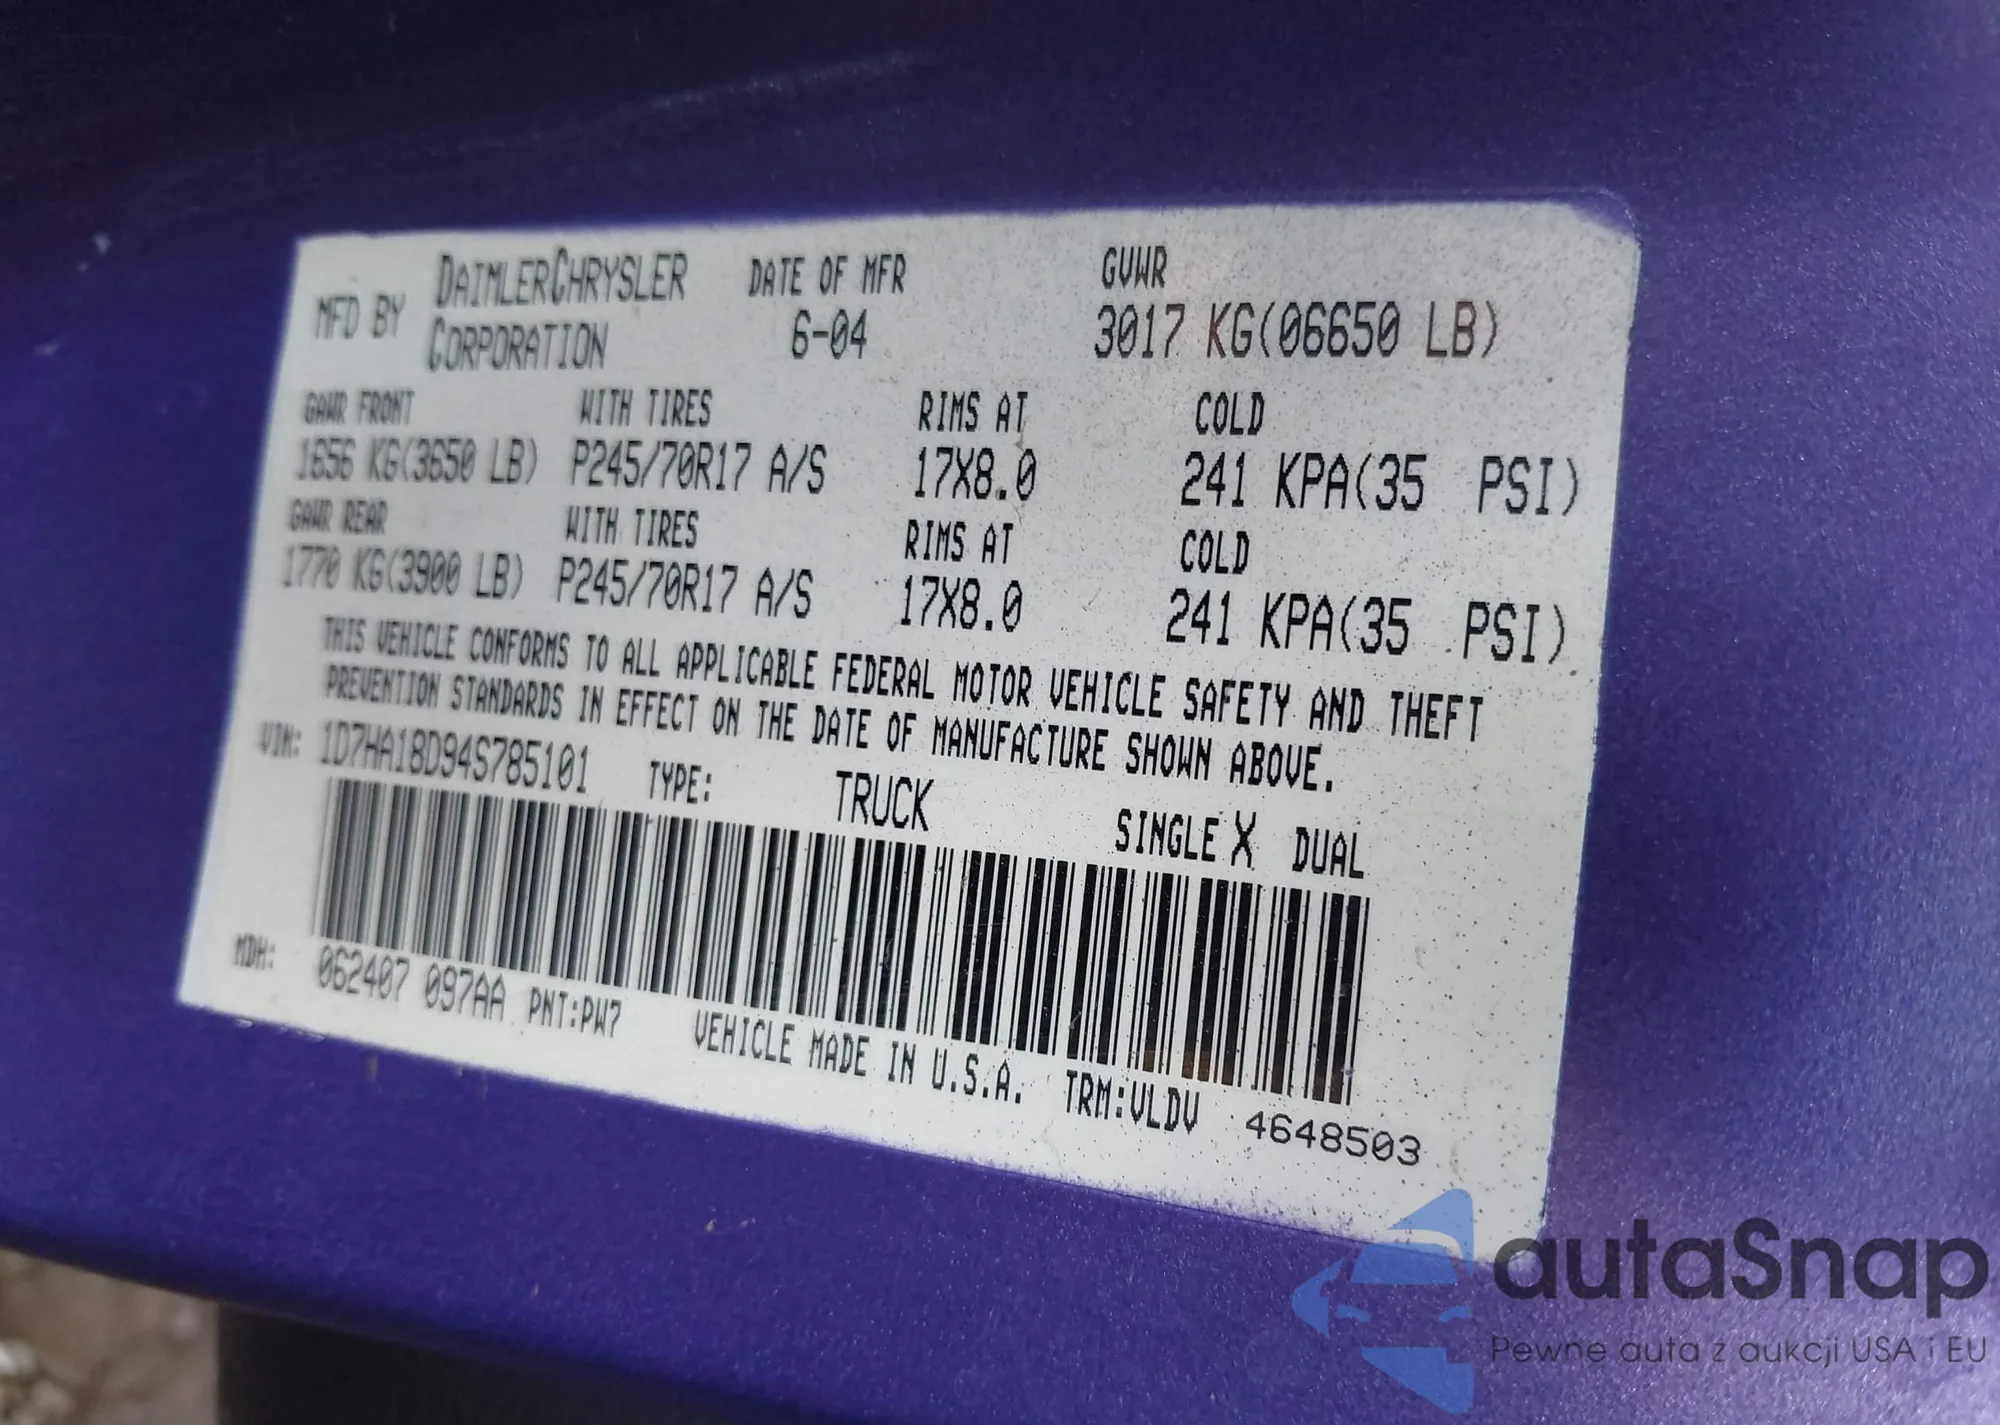 MFD BY DAIMLERCHRYSLER CORPORATION DATE OF MFR 6-04 GVWR 3017 KG(06650 LB)
GAWR FRONT WITH TIRES RIMS AT COLD
1656 KG(3650 LB) P245/70R17 A/S 17X8.0 241 KPA(35 PSI)
GAWR REAR WITH TIRES RIMS AT COLD
1770 KG(3900 LB) P245/70R17 A/S 17X8.0 241 KPA(35 PSI)
THIS VEHICLE CONFORMS TO ALL APPLICABLE FEDERAL MOTOR VEHICLE SAFETY AND THEFT
PREVENTION STANDARDS IN EFFECT ON THE DATE OF MANUFACTURE SHOWN ABOVE.
VIN: 1D7HA18D94S785101 TYPE: TRUCK SINGLE X DUAL
MDH: 062407 097AA PNT:PW7 VEHICLE MADE IN U.S.A. TRM:VLDV 4648503
autaSnap
Pewne auta z aukcji USA i EU